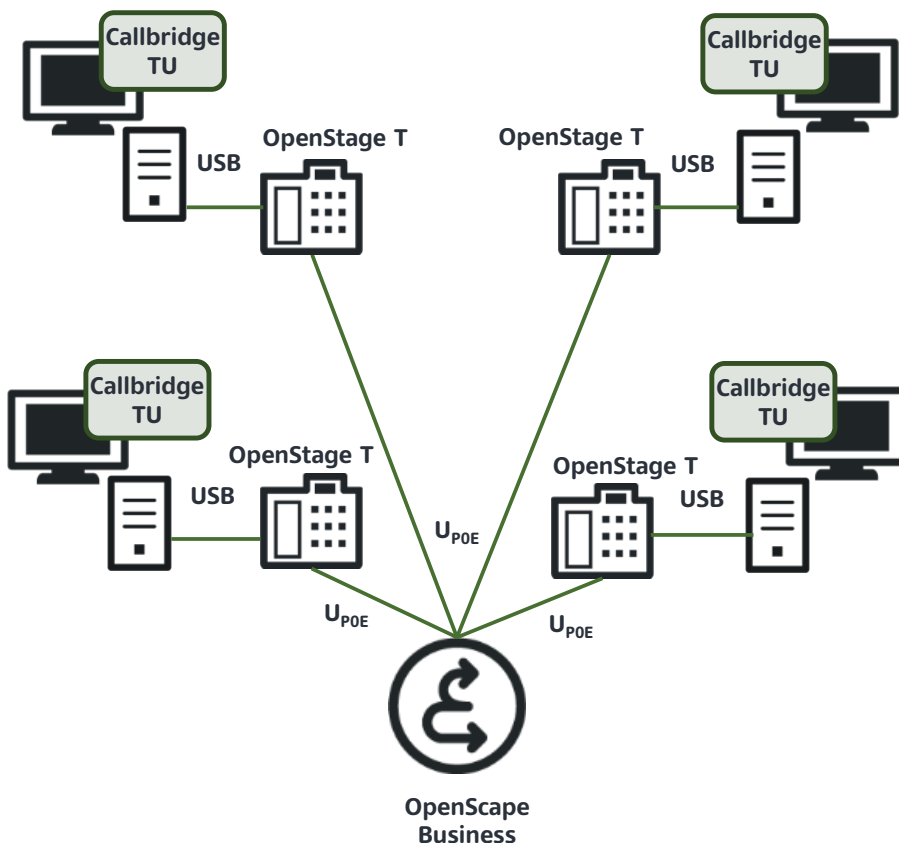 Callbridge
TU
Callbridge
TU
OpenStage T
OpenStage T
USB
USB
Callbridge
TU
Callbridge
TU
OpenStage T
OpenStage T
USB
USB
UP0E
UP0E
UP0E
OpenScape
Business